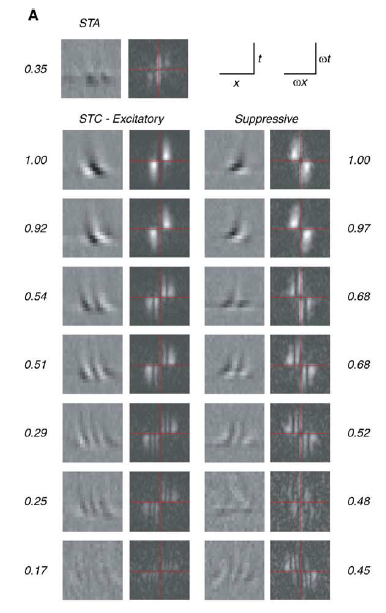 A
STA
0.35
x
t
ωx
ωt
STC - Excitatory
Suppressive
1.00
1.00
0.92
0.97
0.54
0.68
0.51
0.68
0.29
0.52
0.25
0.48
0.17
0.45